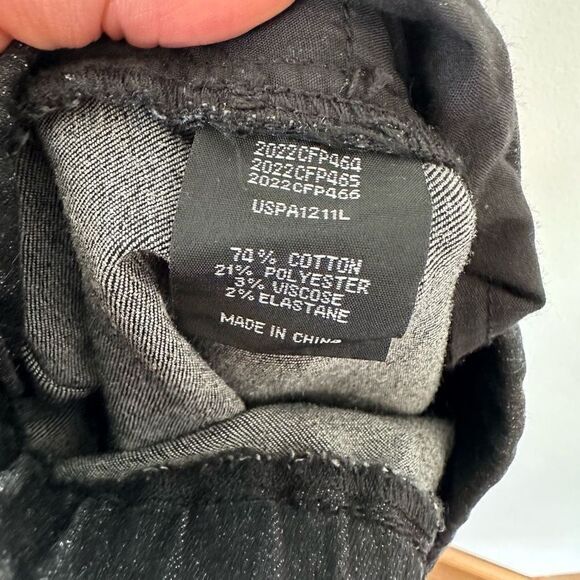 2022CFP464
2022CFP465
2022CFP466
USPA1211L
74% COTTON
21% POLYESTER
3% VISCOSE
2% ELASTANE
MADE IN CHINA